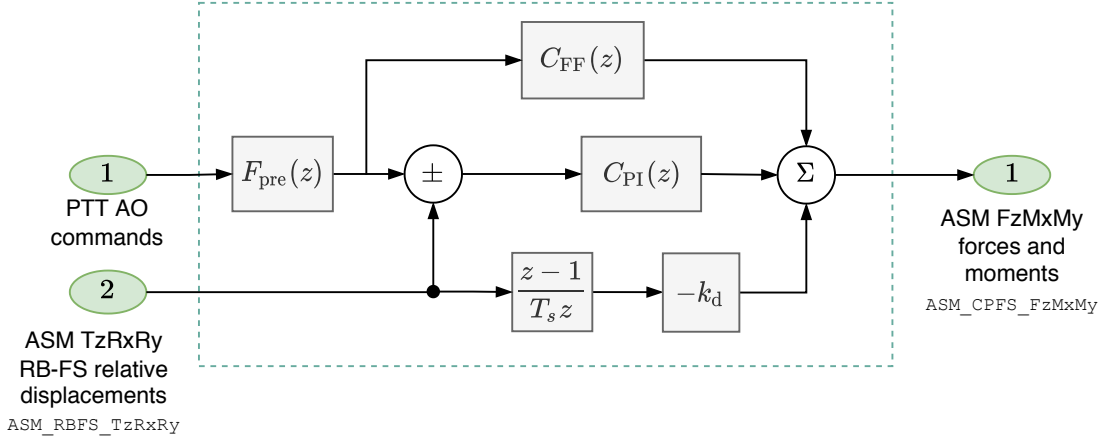 C_FF(z)
1
F_pre(z)
±
C_PI(z)
Σ
1
PTT AO
commands
ASM FzMxMy
forces and
moments
ASM_CPFS_FzMxMy
2
z − 1
T_s z
−k_d
ASM TzRxRy
RB-FS relative
displacements
ASM_RBFS_TzRxRy